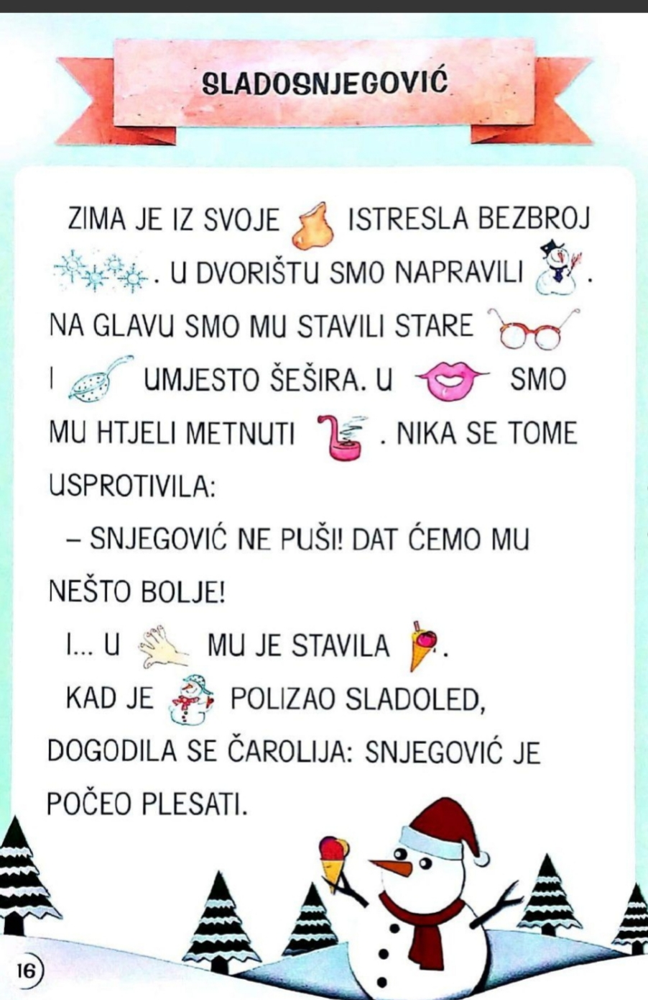 SLADOSNJEGOVIĆ
ZIMA JE IZ SVOJE ISTRESLA BEZBROJ
. U DVORIŠTU SMO NAPRAVILI .
NA GLAVU SMO MU STAVILI STARE
I UMJESTO ŠEŠIRA. U SMO
MU HTJELI METNUTI . NIKA SE TOME
USPROTIVILA:
– SNJEGOVIĆ NE PUŠI! DAT ĆEMO MU
NEŠTO BOLJE!
I... U MU JE STAVILA .
KAD JE POLIZAO SLADOLED,
DOGODILA SE ČAROLIJA: SNJEGOVIĆ JE
POČEO PLESATI.
16